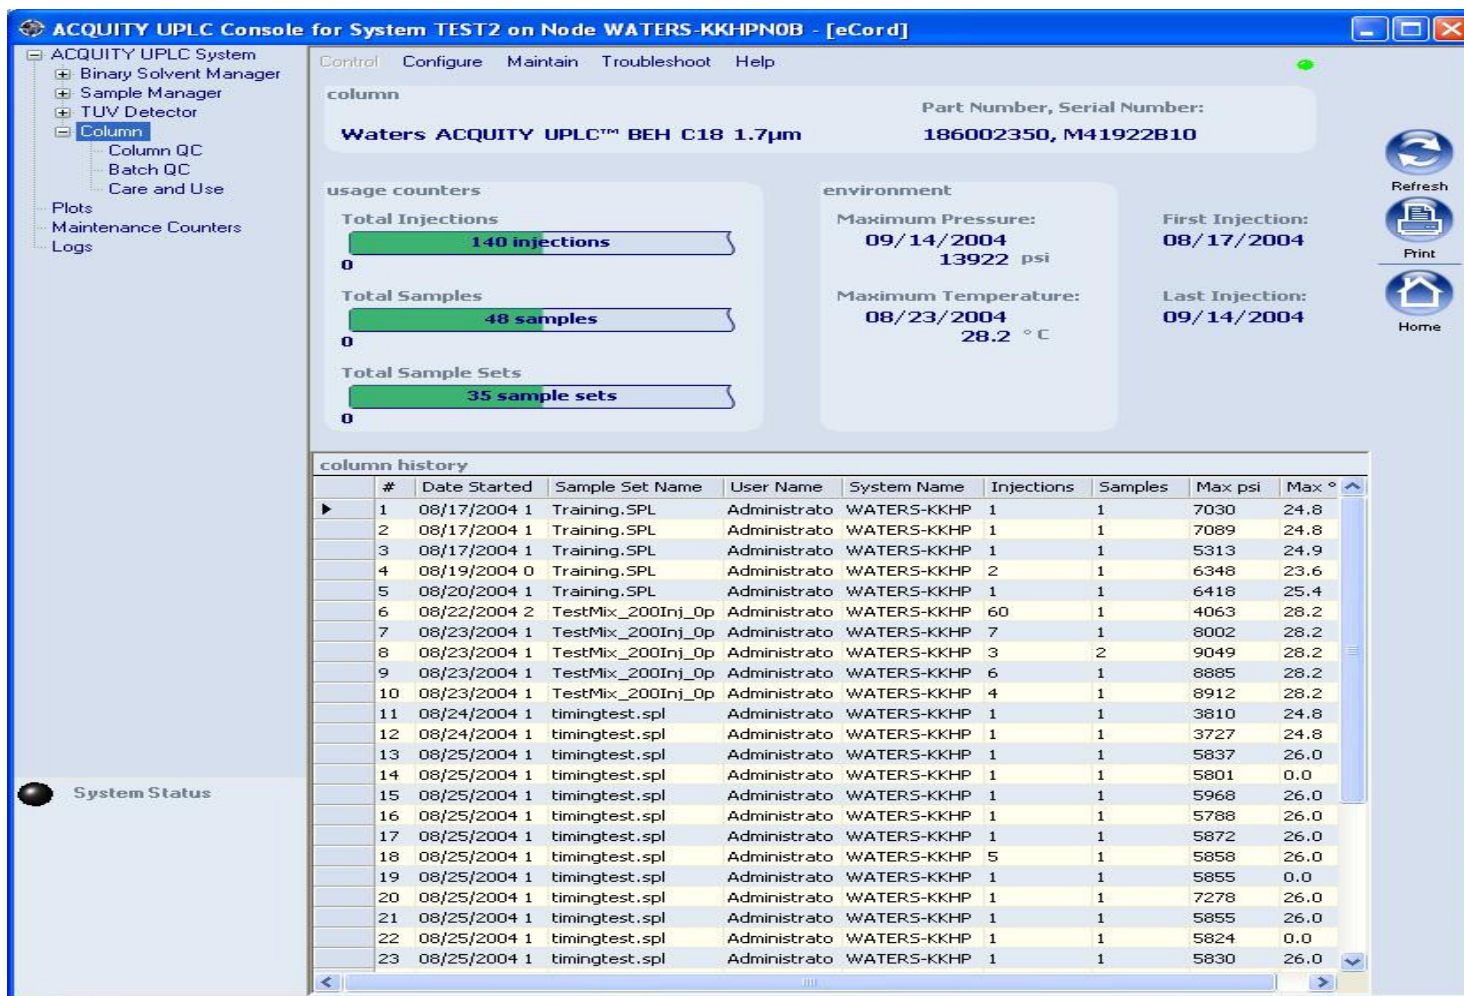 ACQUITY UPLC Console for System TEST2 on Node WATERS-KKHPN0B - [eCord]
ACQUITY UPLC System
Binary Solvent Manager
Sample Manager
TUV Detector
Column
Column QC
Batch QC
Care and Use
Plots
Maintenance Counters
Logs
System Status
Control Configure Maintain Troubleshoot Help
column
Part Number, Serial Number:
Waters ACQUITY UPLC™ BEH C18 1.7µm
186002350, M41922B10
usage counters
Total Injections
140 injections
0
Total Samples
48 samples
0
Total Sample Sets
35 sample sets
0
environment
Maximum Pressure:
09/14/2004
13922 psi
Maximum Temperature:
08/23/2004
28.2 °C
First Injection:
08/17/2004
Last Injection:
09/14/2004
Refresh
Print
Home
column history
# Date Started Sample Set Name User Name System Name Injections Samples Max psi Max °
1 08/17/2004 1 Training.SPL Administrato WATERS-KKHP 1 1 7030 24.8
2 08/17/2004 1 Training.SPL Administrato WATERS-KKHP 1 1 7089 24.8
3 08/17/2004 1 Training.SPL Administrato WATERS-KKHP 1 1 5313 24.9
4 08/19/2004 0 Training.SPL Administrato WATERS-KKHP 2 1 6348 23.6
5 08/20/2004 1 Training.SPL Administrato WATERS-KKHP 1 1 6418 25.4
6 08/22/2004 2 TestMix_200Inj_0p Administrato WATERS-KKHP 60 1 4063 28.2
7 08/23/2004 1 TestMix_200Inj_0p Administrato WATERS-KKHP 7 1 8002 28.2
8 08/23/2004 1 TestMix_200Inj_0p Administrato WATERS-KKHP 3 2 9049 28.2
9 08/23/2004 1 TestMix_200Inj_0p Administrato WATERS-KKHP 6 1 8885 28.2
10 08/23/2004 1 TestMix_200Inj_0p Administrato WATERS-KKHP 4 1 8912 28.2
11 08/24/2004 1 timingtest.spl Administrato WATERS-KKHP 1 1 3810 24.8
12 08/24/2004 1 timingtest.spl Administrato WATERS-KKHP 1 1 3727 24.8
13 08/25/2004 1 timingtest.spl Administrato WATERS-KKHP 1 1 5837 26.0
14 08/25/2004 1 timingtest.spl Administrato WATERS-KKHP 1 1 5801 0.0
15 08/25/2004 1 timingtest.spl Administrato WATERS-KKHP 1 1 5968 26.0
16 08/25/2004 1 timingtest.spl Administrato WATERS-KKHP 1 1 5788 26.0
17 08/25/2004 1 timingtest.spl Administrato WATERS-KKHP 1 1 5872 26.0
18 08/25/2004 1 timingtest.spl Administrato WATERS-KKHP 5 1 5858 26.0
19 08/25/2004 1 timingtest.spl Administrato WATERS-KKHP 1 1 5855 0.0
20 08/25/2004 1 timingtest.spl Administrato WATERS-KKHP 1 1 7278 26.0
21 08/25/2004 1 timingtest.spl Administrato WATERS-KKHP 1 1 5855 26.0
22 08/25/2004 1 timingtest.spl Administrato WATERS-KKHP 1 1 5824 0.0
23 08/25/2004 1 timingtest.spl Administrato WATERS-KKHP 1 1 5830 26.0